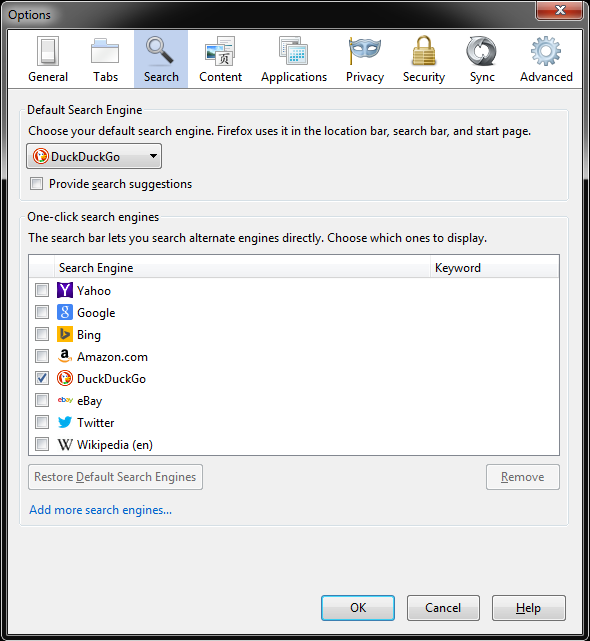 Options
General Tabs Search Content Applications Privacy Security Sync Advanced
Default Search Engine
Choose your default search engine. Firefox uses it in the location bar, search bar, and start page.
DuckDuckGo
Provide search suggestions
One-click search engines
The search bar lets you search alternate engines directly. Choose which ones to display.
Search Engine Keyword
Yahoo
Google
Bing
Amazon.com
DuckDuckGo
ebay eBay
Twitter
W Wikipedia (en)
Restore Default Search Engines Remove
Add more search engines...
OK Cancel Help